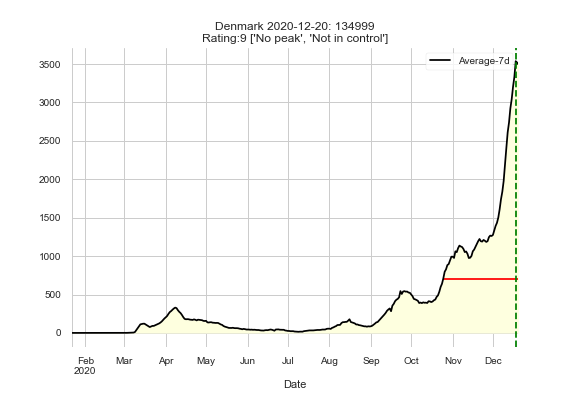 Denmark 2020-12-20: 134999
Rating:9 ['No peak', 'Not in control']
Average-7d
3500
3000
2500
2000
1500
1000
500
0
Feb Mar Apr May Jun Jul Aug Sep Oct Nov Dec
2020
Date